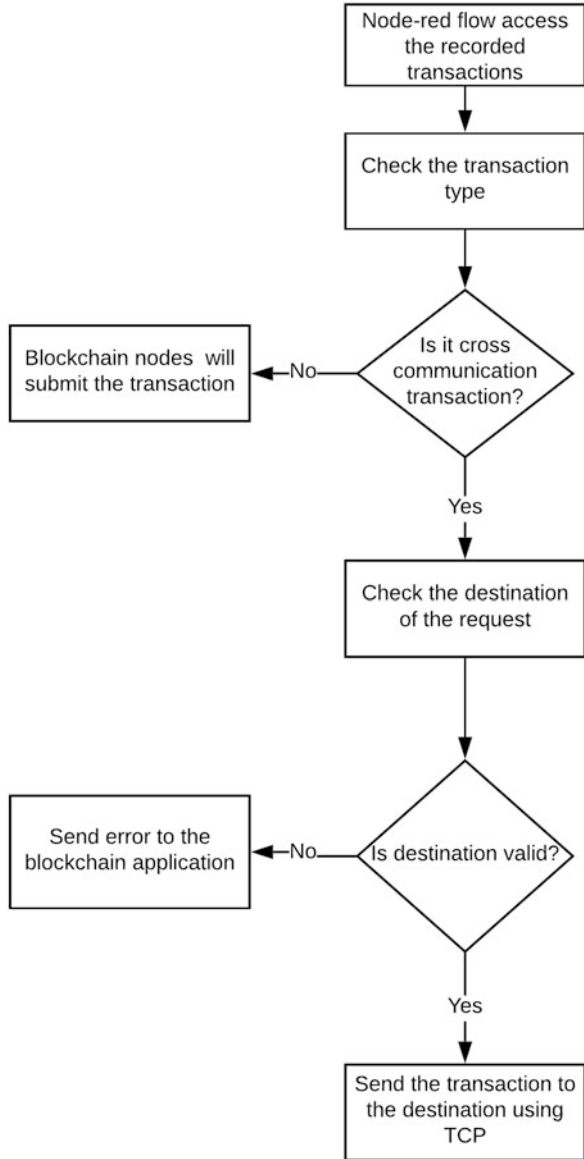 Node-red flow access
the recorded
transactions
Check the transaction
type
Is it cross
communication
transaction?
No
Blockchain nodes will
submit the transaction
Yes
Check the destination
of the request
Is destination valid?
No
Send error to the
blockchain application
Yes
Send the transaction to
the destination using
TCP